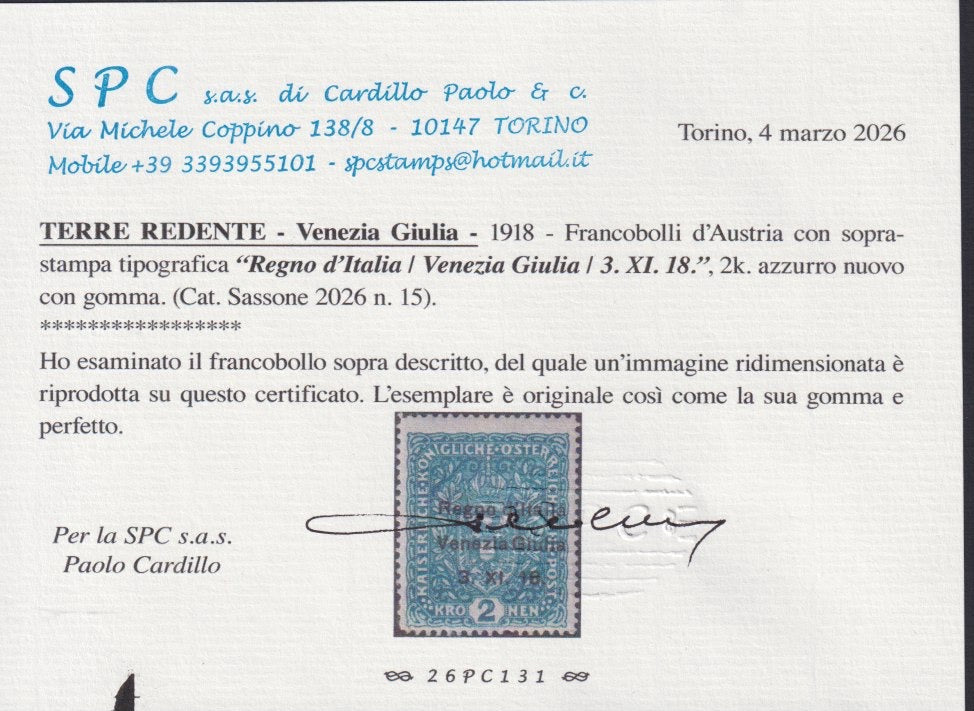 SPC s.a.s. di Cardillo Paolo & c.
Via Michele Coppino 138/8 - 10147 TORINO
Mobile +39 3393955101 - spcstamps@hotmail.it
Torino, 4 marzo 2026
TERRE REDENTE - Venezia Giulia - 1918 - Francobolli d'Austria con sopra-
stampa tipografica “Regno d'Italia / Venezia Giulia / 3. XI. 18.”, 2k. azzurro nuovo
con gomma. (Cat. Sassone 2026 n. 15).
*****************
Ho esaminato il francobollo sopra descritto, del quale un'immagine ridimensionata è
riprodotta su questo certificato. L'esemplare è originale così come la sua gomma e
perfetto.
KAISERLICHE·KÖNIGLICHE·ÖSTERREICHISCHE POST
Regno d'Italia
Venezia Giulia
3. XI. 18.
KRO 2 NEN
Per la SPC s.a.s.
Paolo Cardillo
26PC131